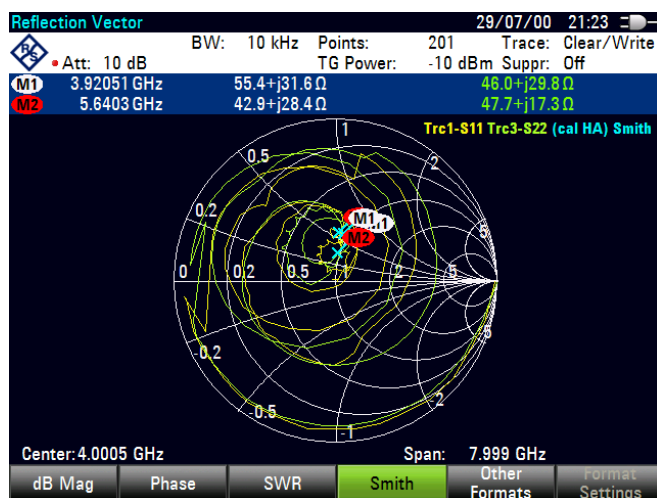 Reflection Vector 29/07/00 21:23
R&S BW: 10 kHz Points: 201 Trace: Clear/Write
Att: 10 dB TG Power: -10 dBm Suppr: Off
M1 3.92051 GHz 55.4+j31.6 Ω 46.0+j29.8 Ω
M2 5.6403 GHz 42.9+j28.4 Ω 47.7+j17.3 Ω
Trc1-S11 Trc3-S22 (cal HA) Smith
1
0.5 2
0.2 M1 5
M2
0 0.2 0.5 1 2 5
-0.2 -5
-0.5 -2
-1
Center: 4.0005 GHz Span: 7.999 GHz
dB Mag Phase SWR Smith Other Formats Format Settings